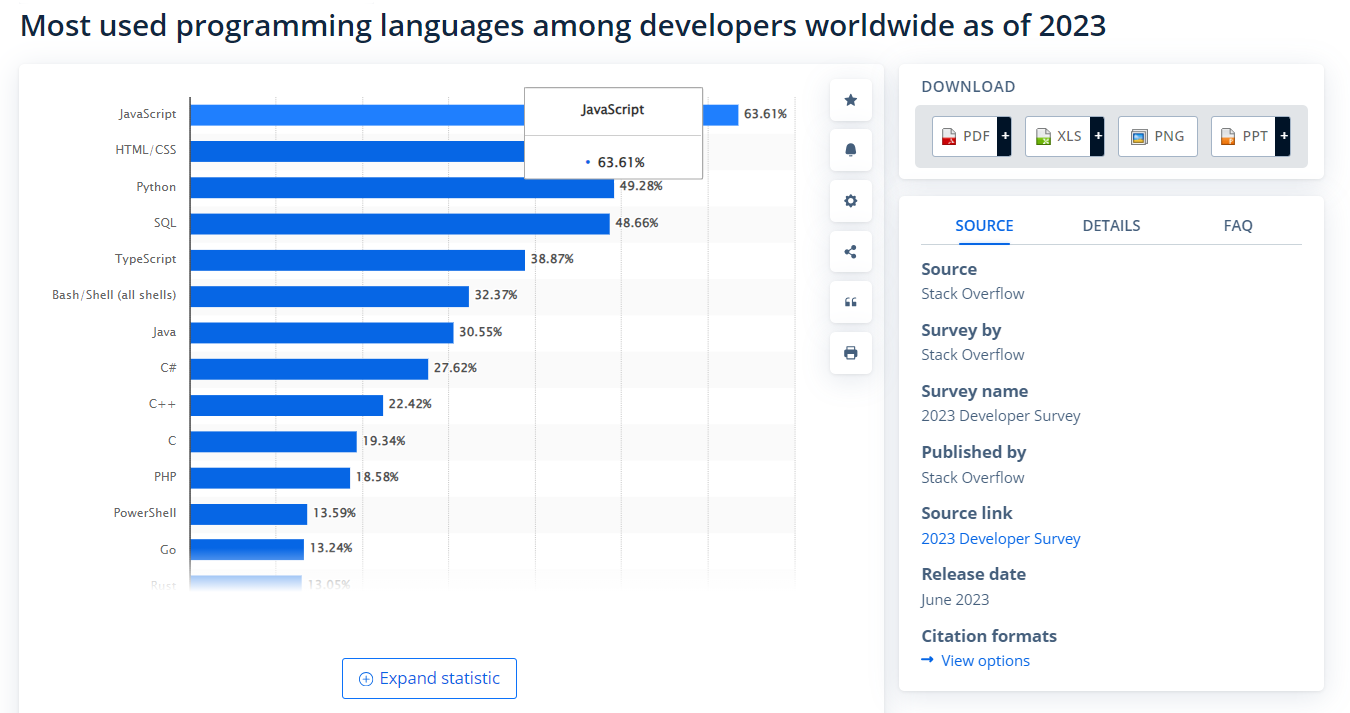 Most used programming languages among developers worldwide as of 2023
JavaScript
63.61%
JavaScript
63.61%
HTML/CSS
Python
49.28%
SQL
48.66%
TypeScript
38.87%
Bash/Shell (all shells)
32.37%
Java
30.55%
C#
27.62%
C++
22.42%
C
19.34%
PHP
18.58%
PowerShell
13.59%
Go
13.24%
Rust
13.05%
Expand statistic
DOWNLOAD
PDF +
XLS +
PNG
PPT +
SOURCE
DETAILS
FAQ
Source
Stack Overflow
Survey by
Stack Overflow
Survey name
2023 Developer Survey
Published by
Stack Overflow
Source link
2023 Developer Survey
Release date
June 2023
Citation formats
→ View options